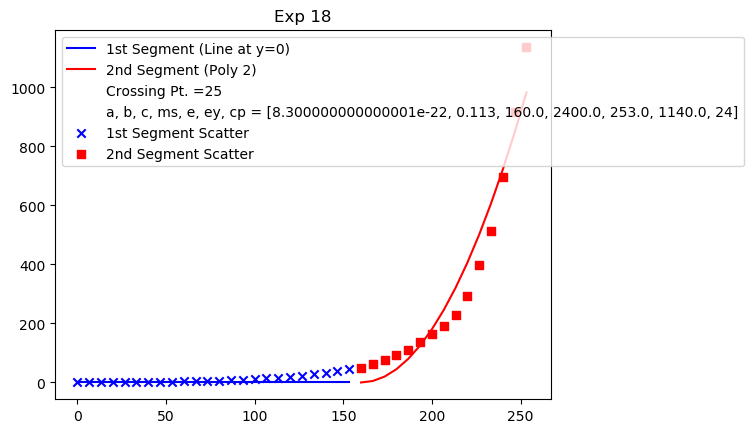 Exp 18
1st Segment (Line at y=0)
2nd Segment (Poly 2)
Crossing Pt. =25
a, b, c, ms, e, ey, cp = [8.300000000000001e-22, 0.113, 160.0, 2400.0, 253.0, 1140.0, 24]
1st Segment Scatter
2nd Segment Scatter
1000
800
600
400
200
0
0 50 100 150 200 250